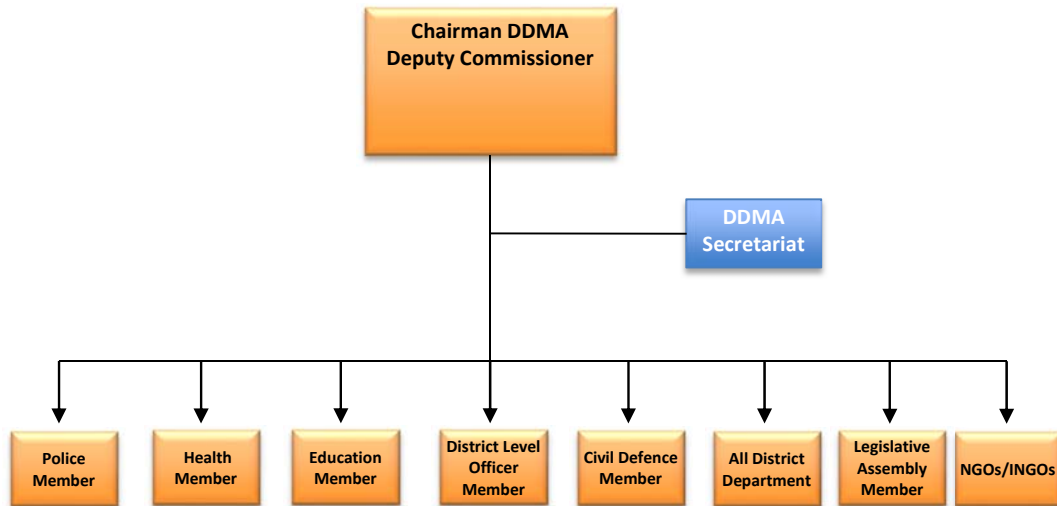 Chairman DDMA
Deputy Commissioner
DDMA
Secretariat
Police
Member
Health
Member
Education
Member
District Level
Officer
Member
Civil Defence
Member
All District
Department
Legislative
Assembly
Member
NGOs/INGOs